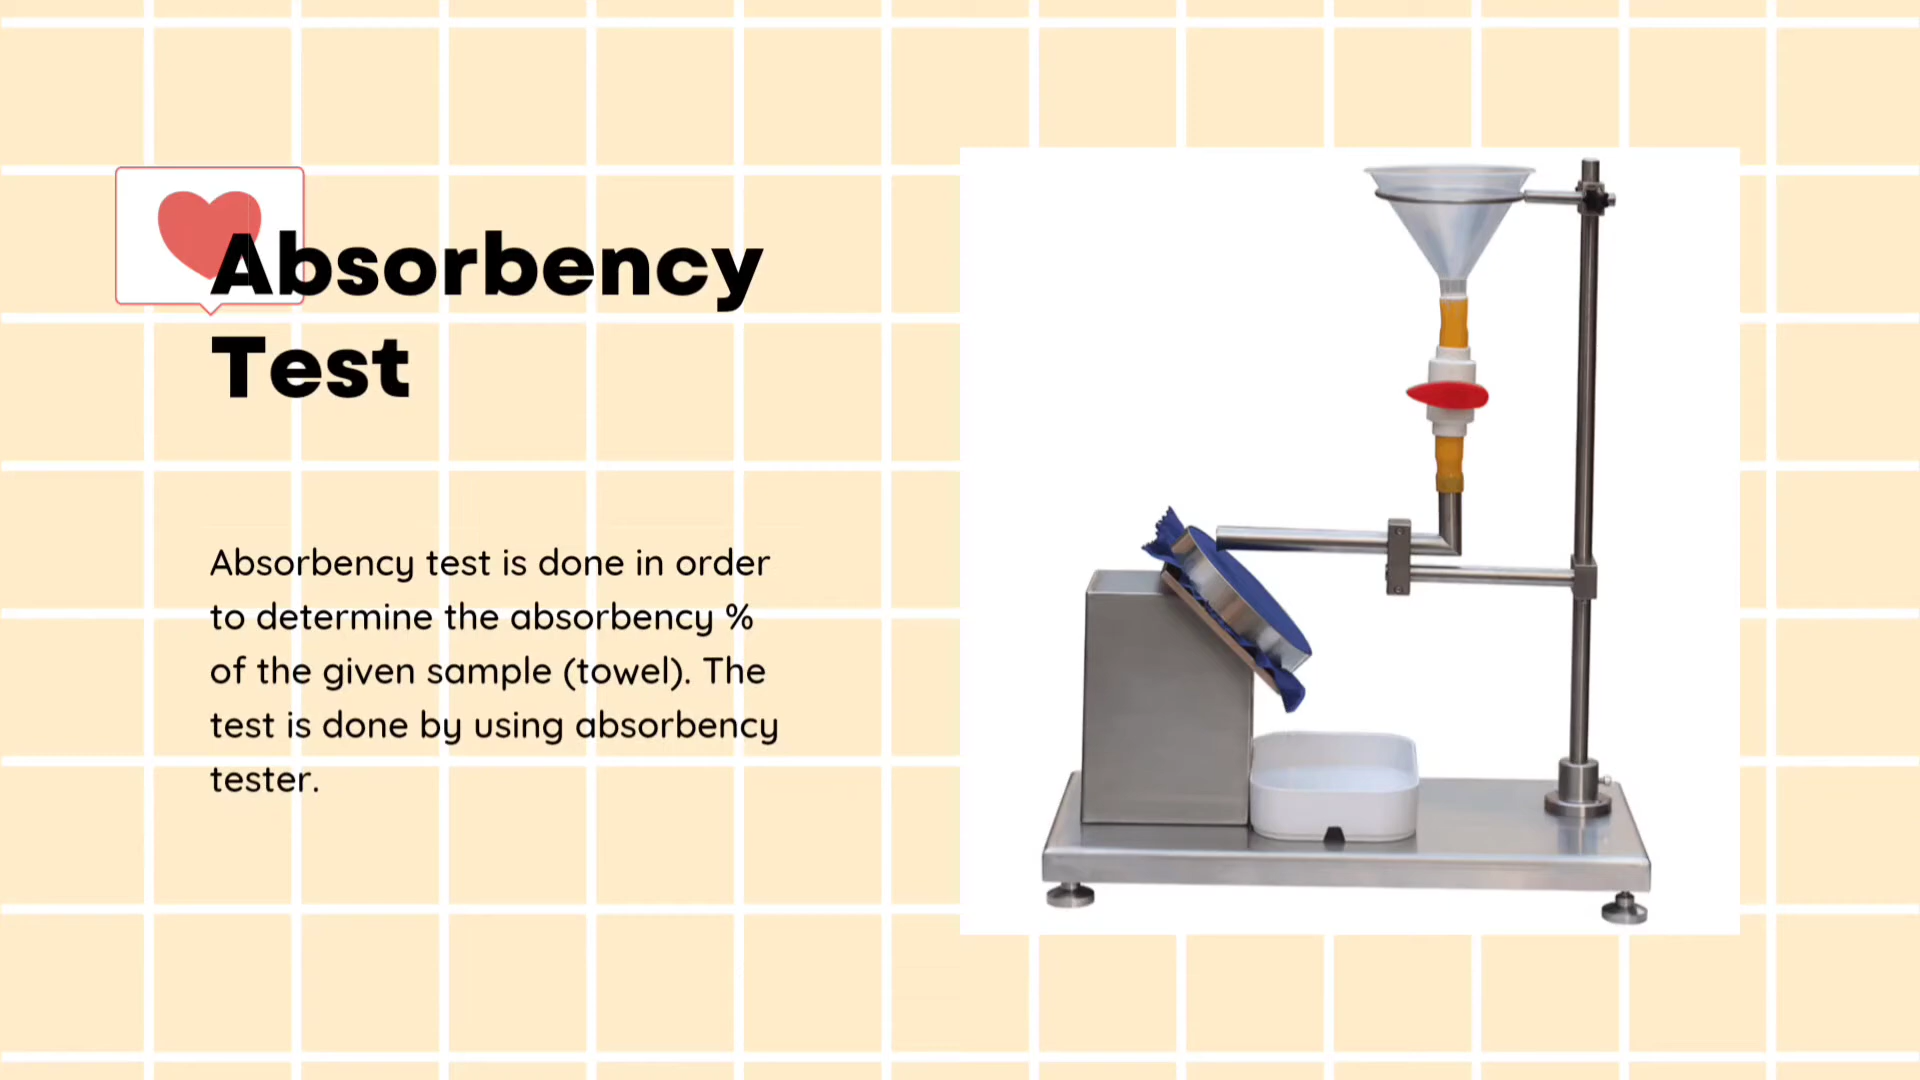 Absorbency
Test
Absorbency test is done in order
to determine the absorbency %
of the given sample (towel). The
test is done by using absorbency
tester.